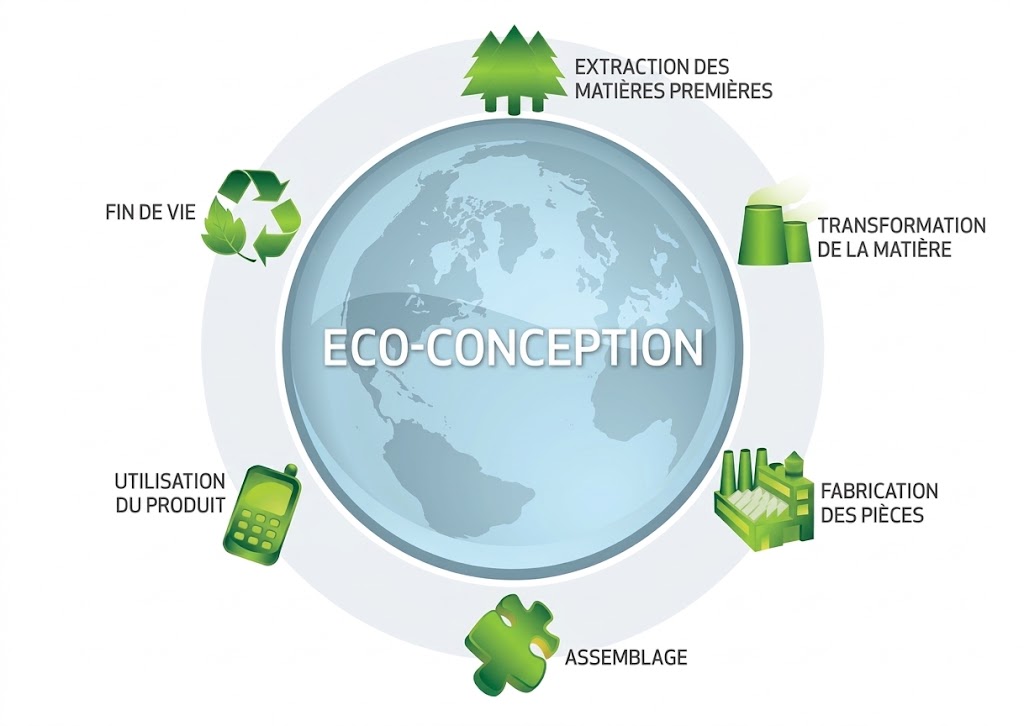 EXTRACTION DES
MATIÈRES PREMIÈRES
FIN DE VIE
TRANSFORMATION
DE LA MATIÈRE
ECO-CONCEPTION
UTILISATION
DU PRODUIT
FABRICATION
DES PIÈCES
ASSEMBLAGE